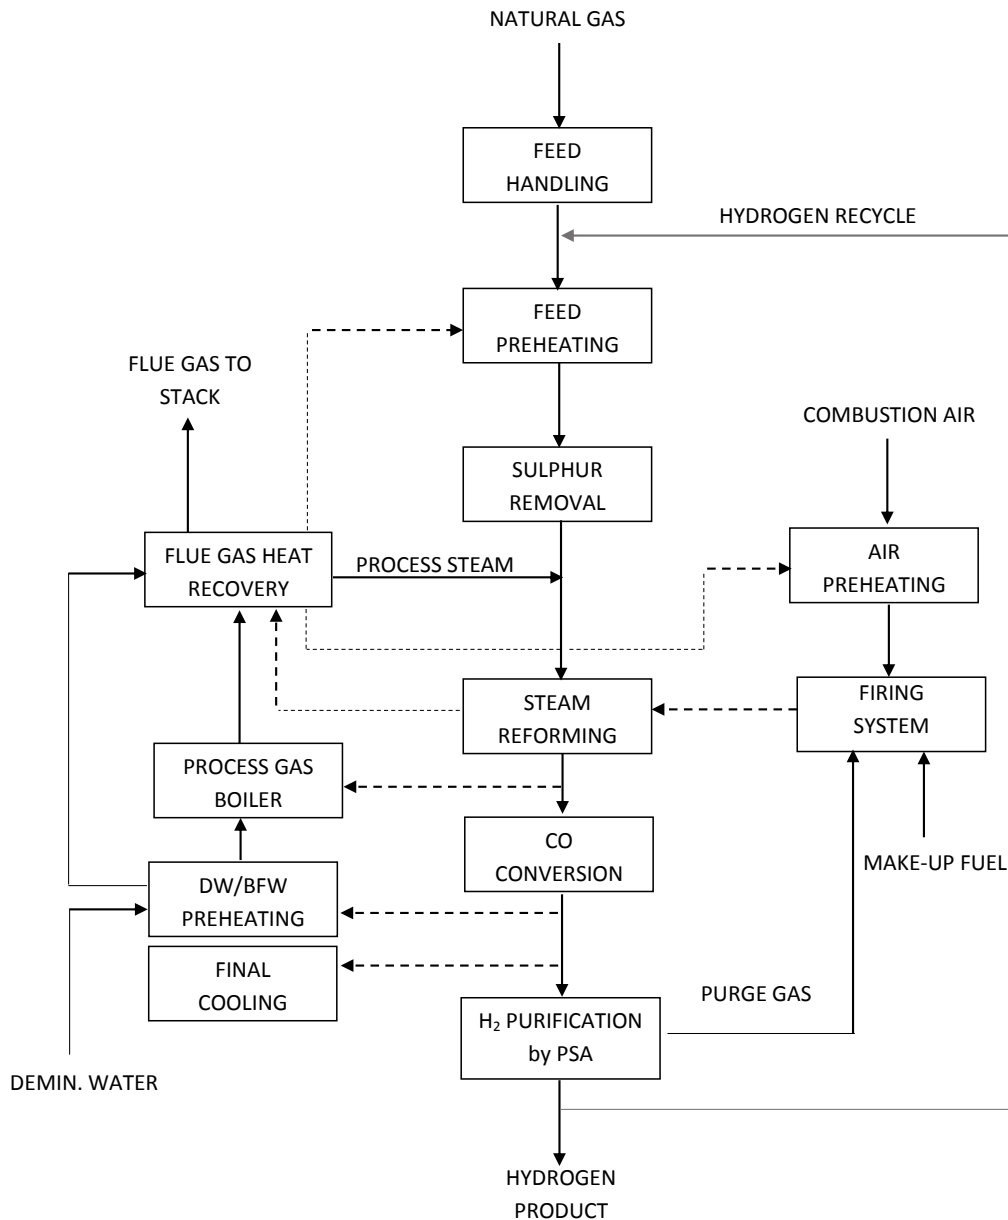 NATURAL GAS
FEED
HANDLING
HYDROGEN RECYCLE
FEED
PREHEATING
FLUE GAS TO
STACK
COMBUSTION AIR
SULPHUR
REMOVAL
FLUE GAS HEAT
RECOVERY
PROCESS STEAM
AIR
PREHEATING
STEAM
REFORMING
FIRING
SYSTEM
PROCESS GAS
BOILER
CO
CONVERSION
MAKE-UP FUEL
DW/BFW
PREHEATING
FINAL
COOLING
PURGE GAS
H₂ PURIFICATION
by PSA
DEMIN. WATER
HYDROGEN
PRODUCT